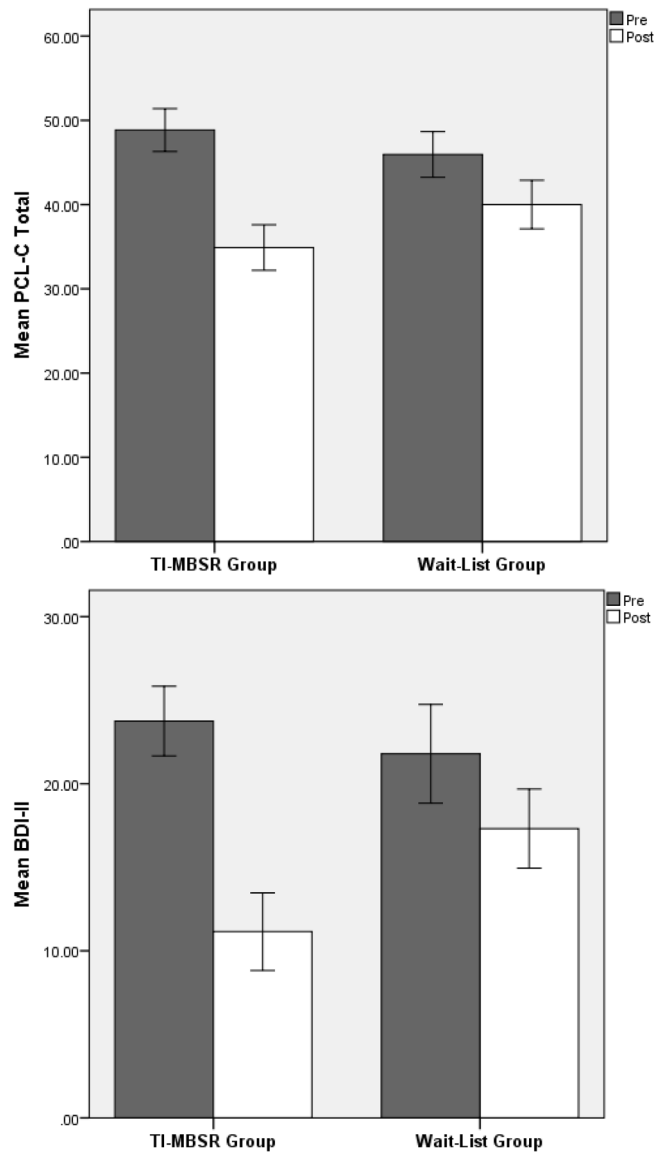 Pre
Post
60.00
50.00
40.00
30.00
20.00
10.00
.00
Mean PCL-C Total
TI-MBSR Group
Wait-List Group
Pre
Post
30.00
20.00
10.00
.00
Mean BDI-II
TI-MBSR Group
Wait-List Group